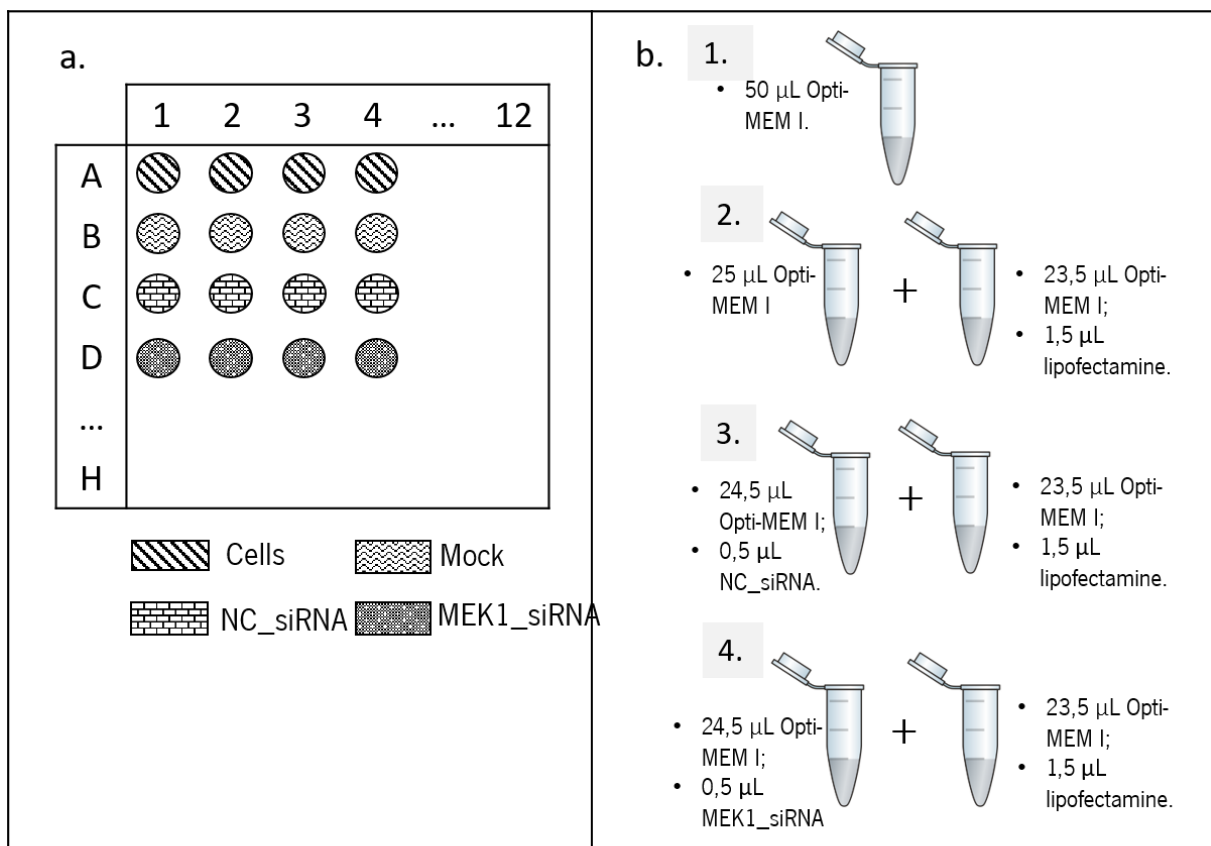 a.
1 2 3 4 ... 12
A
B
C
D
...
H
Cells
Mock
NC_siRNA
MEK1_siRNA
b.
1.
• 50 μL Opti-
MEM I.
2.
• 25 μL Opti-
MEM I
+
• 23,5 μL Opti-
MEM I;
• 1,5 μL
lipofectamine.
3.
• 24,5 μL
Opti-MEM I;
• 0,5 μL
NC_siRNA.
+
• 23,5 μL Opti-
MEM I;
• 1,5 μL
lipofectamine.
4.
• 24,5 μL Opti-
MEM I;
• 0,5 μL
MEK1_siRNA
+
• 23,5 μL Opti-
MEM I;
• 1,5 μL
lipofectamine.